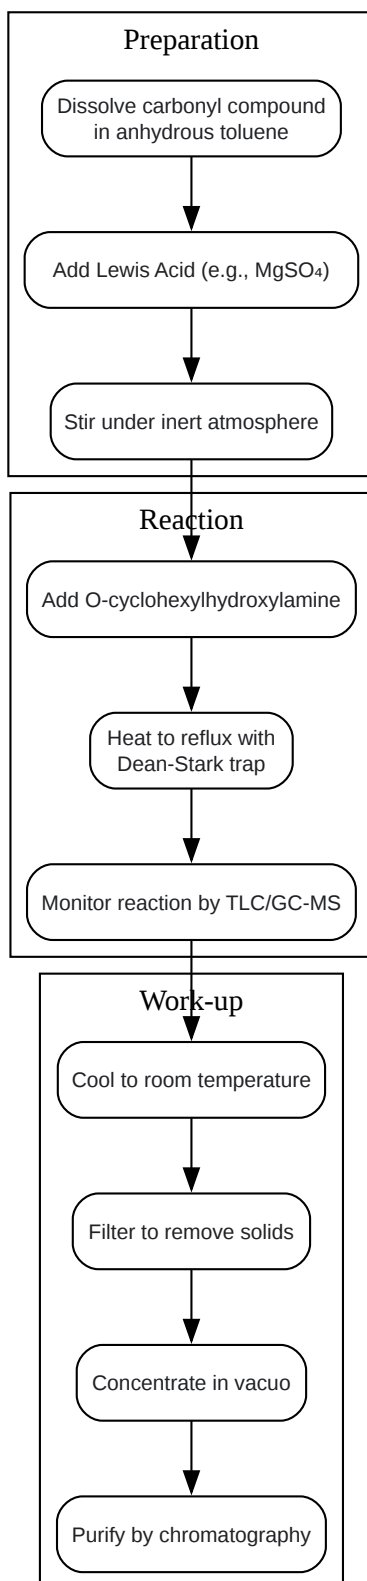 Preparation
Dissolve carbonyl compound
in anhydrous toluene
Add Lewis Acid (e.g., MgSO₄)
Stir under inert atmosphere
Reaction
Add O-cyclohexylhydroxylamine
Heat to reflux with
Dean-Stark trap
Monitor reaction by TLC/GC-MS
Work-up
Cool to room temperature
Filter to remove solids
Concentrate in vacuo
Purify by chromatography